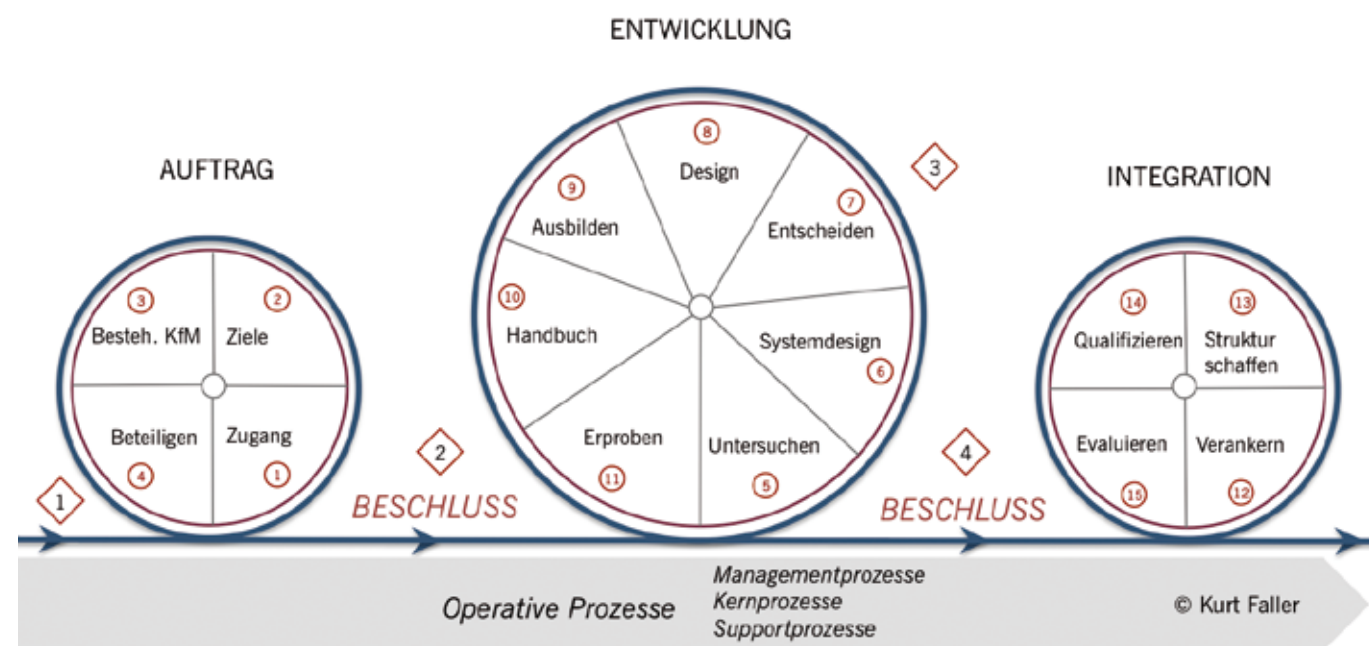 ENTWICKLUNG
AUFTRAG
INTEGRATION
1
3
Besteh. KfM
2
Ziele
Beteiligen
4
Zugang
1
2
BESCHLUSS
8
Design
9
Ausbilden
7
Entscheiden
10
Handbuch
Systemdesign
6
Erproben
11
Untersuchen
5
3
4
BESCHLUSS
14
Qualifizieren
13
Struktur
schaffen
Evaluieren
15
Verankern
12
Operative Prozesse
Managementprozesse
Kernprozesse
Supportprozesse
© Kurt Faller